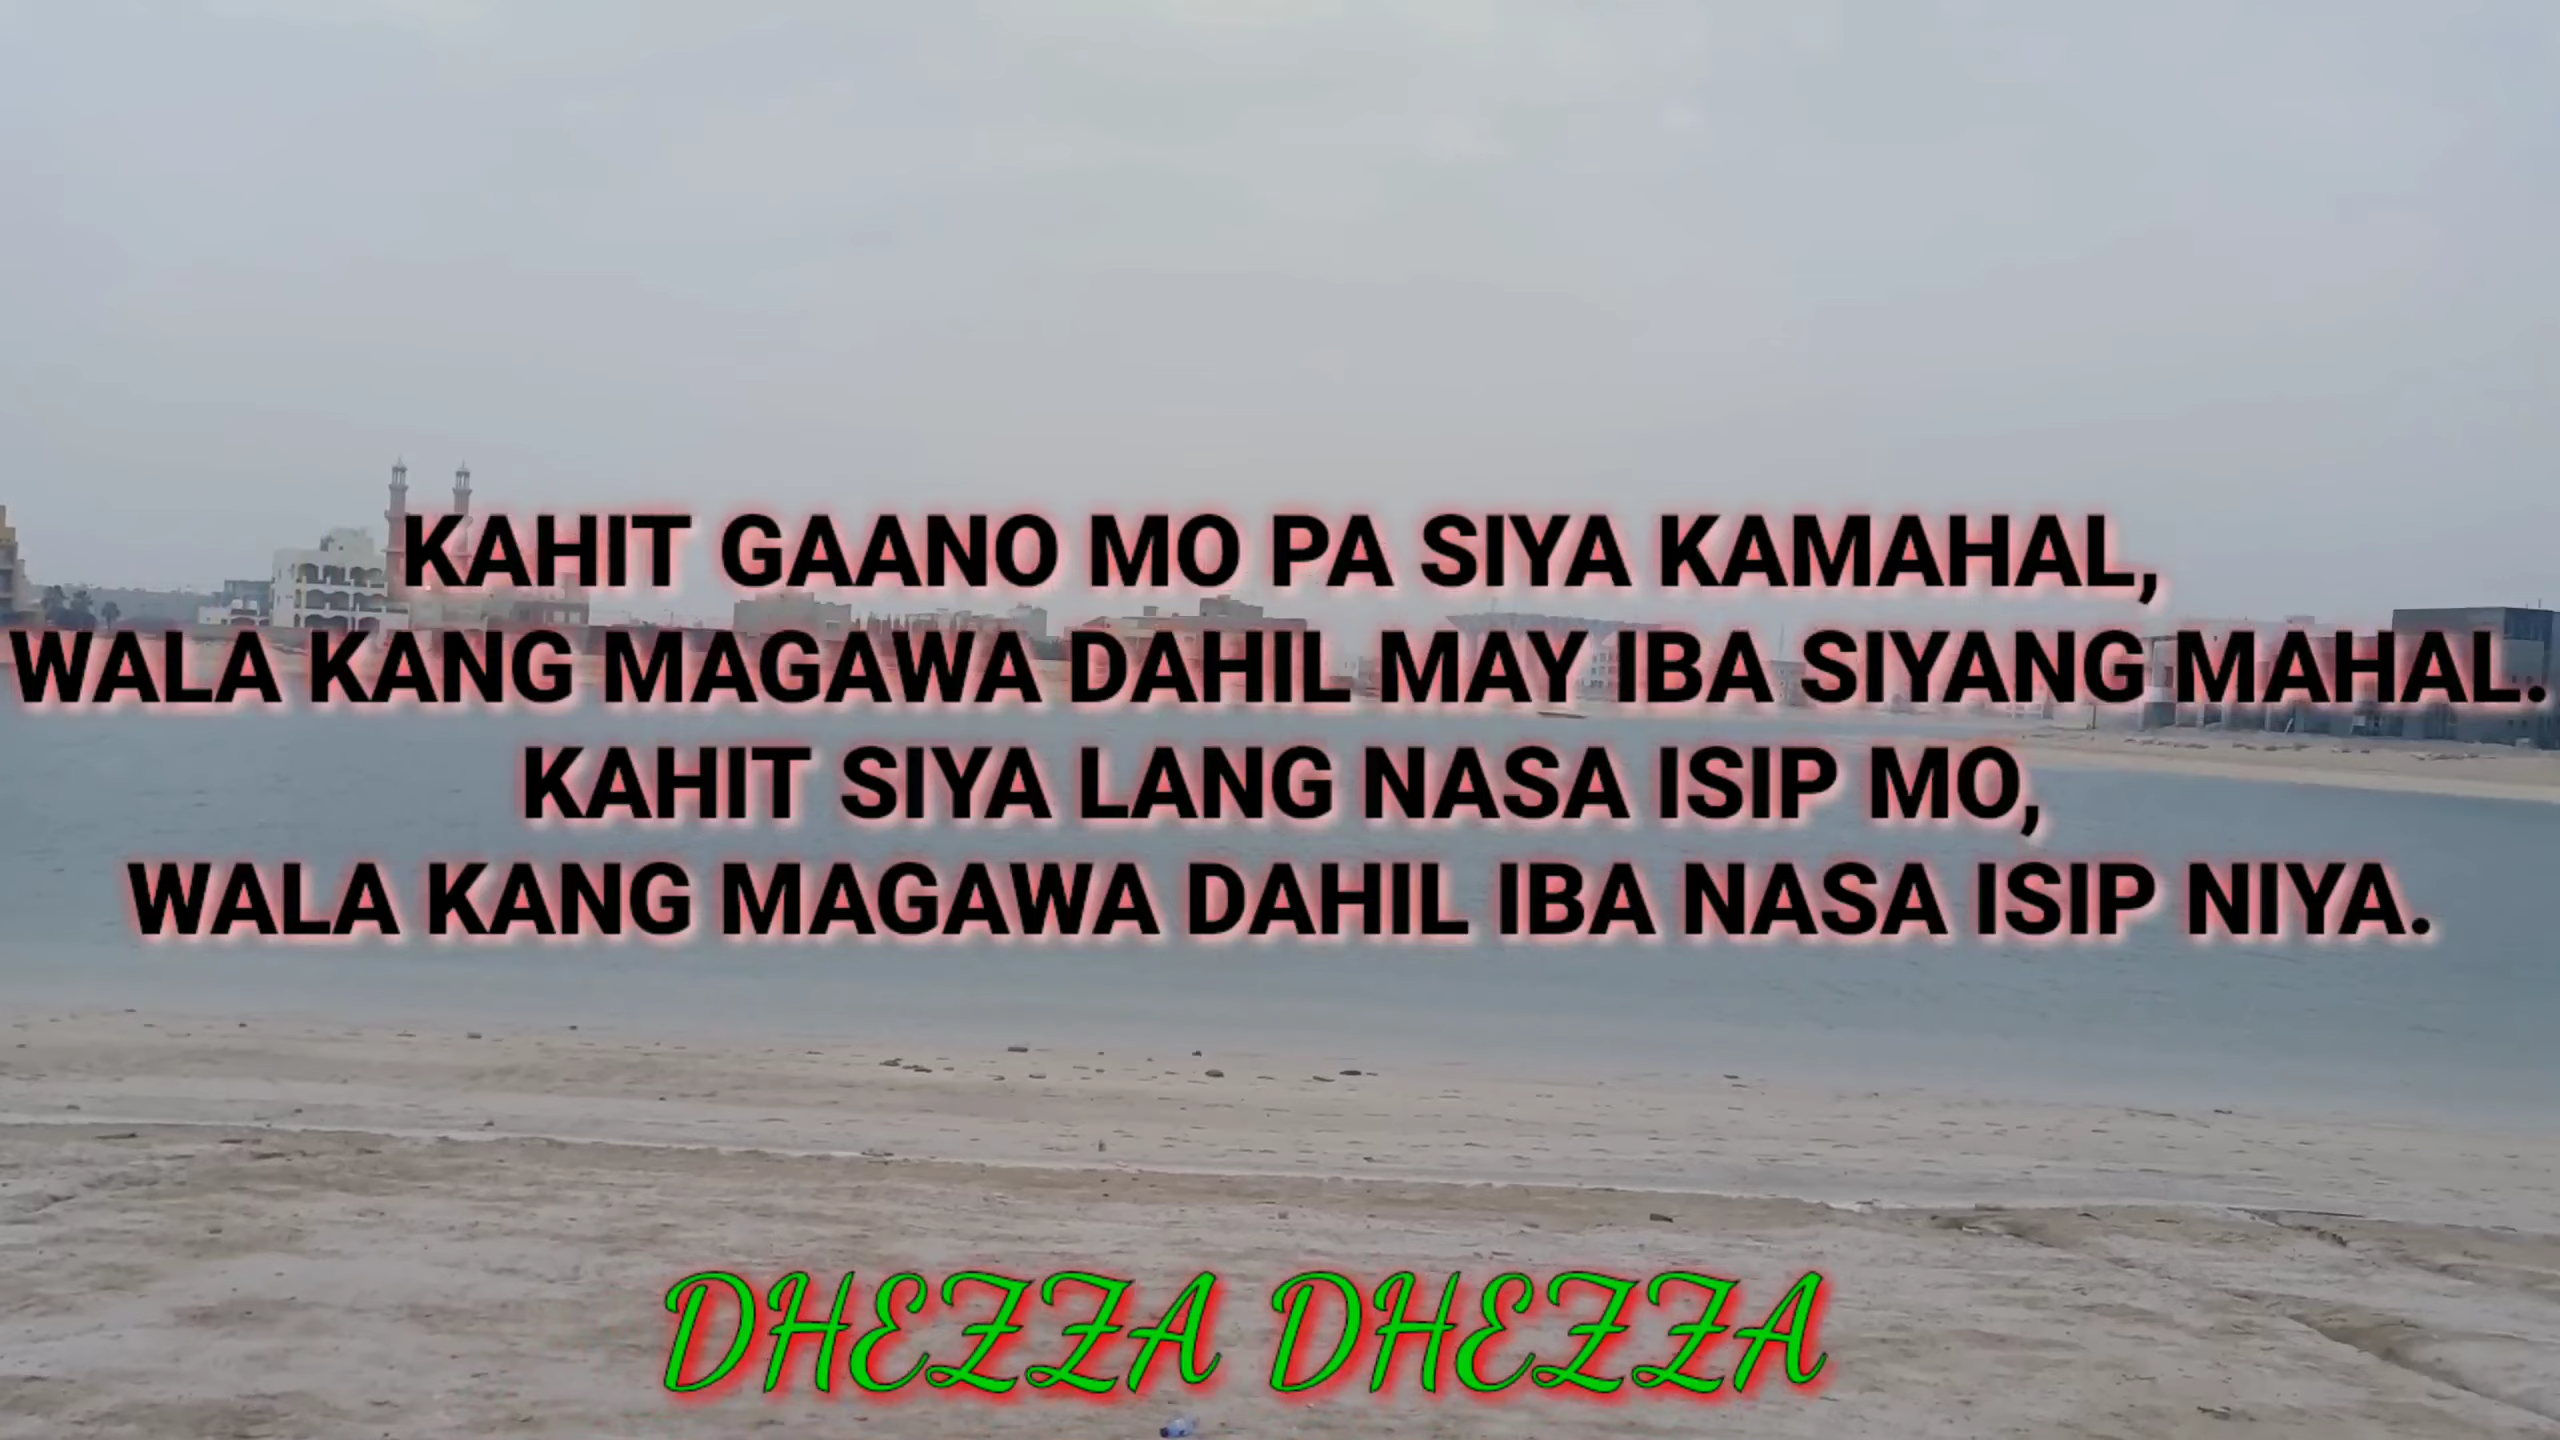 KAHIT GAANO MO PA SIYA KAMAHAL,
WALA KANG MAGAWA DAHIL MAY IBA SIYANG MAHAL.
KAHIT SIYA LANG NASA ISIP MO,
WALA KANG MAGAWA DAHIL IBA NASA ISIP NIYA.
DHEZZA DHEZZA